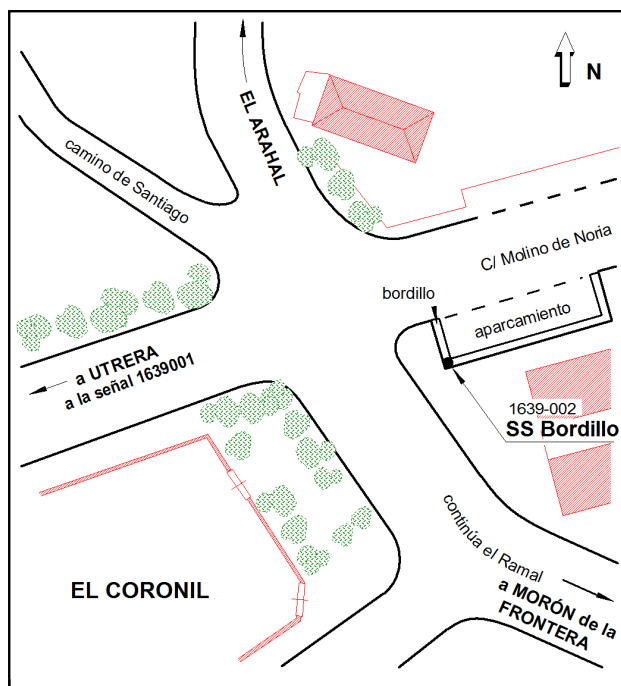 N
EL ARAHAL
camino de Santiago
C/ Molino de Noria
bordillo
aparcamiento
a UTRERA
a la señal 1639001
1639-002
SS Bordillo
continúa el Ramal
a MORÓN de la
FRONTERA
EL CORONIL